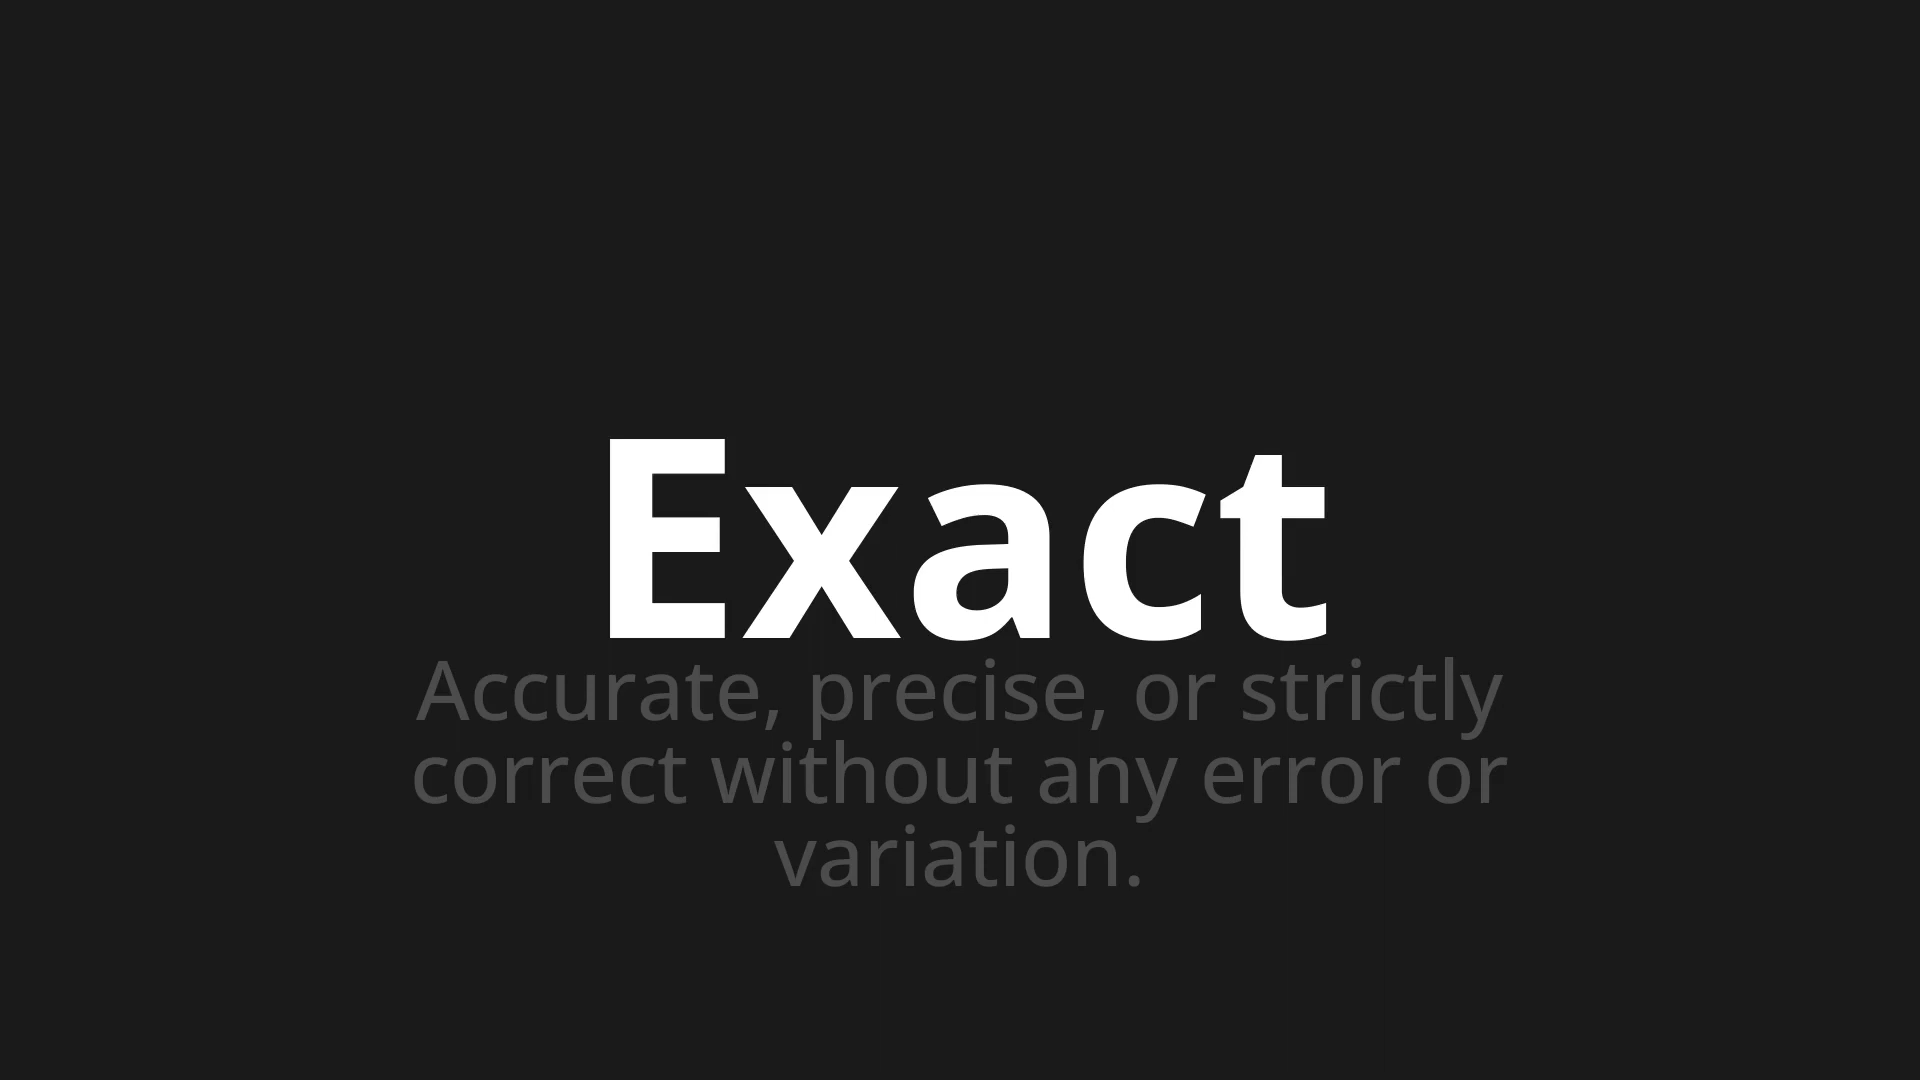 Exact
Accurate, precise, or strictly
correct without any error or
variation.